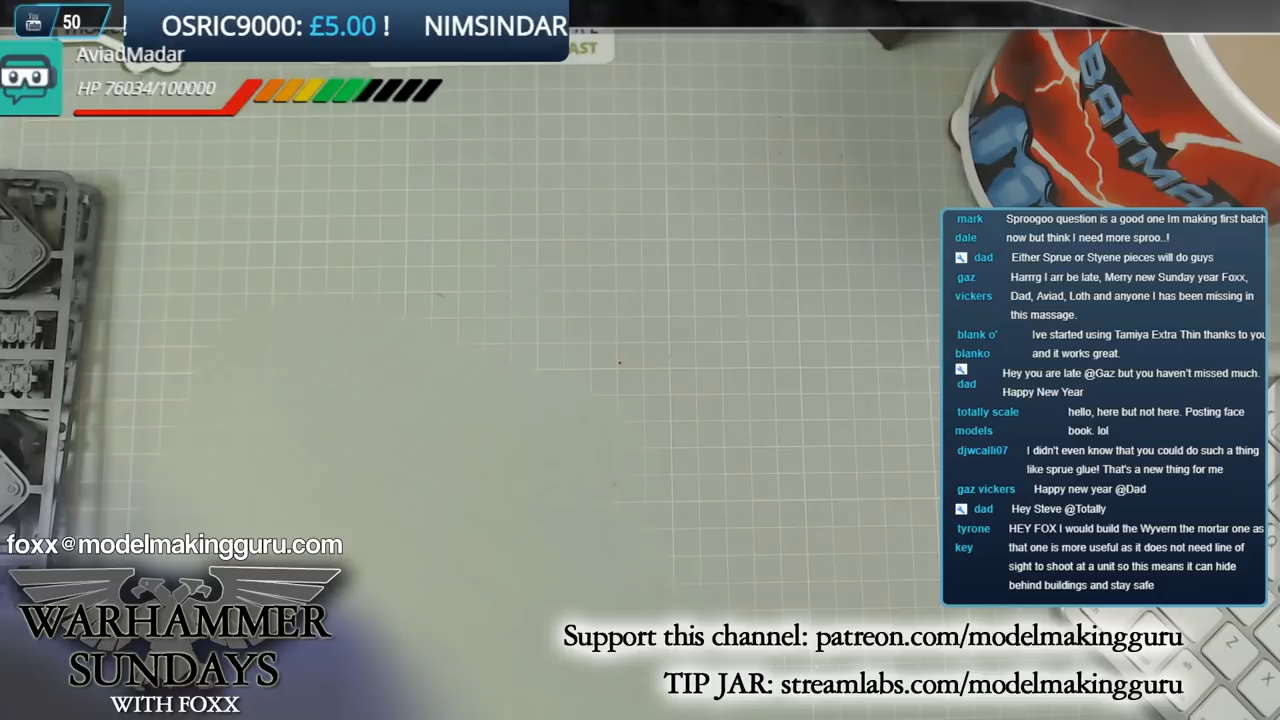 You Tube
50
!
OSRIC9000: £5.00 !
NIMSINDAR
AST
AviadMadar
HP 76034/100000
BATMA
mark dale
Sproogoo question is a good one Im making first batch
now but think I need more sproo..!
dad Either Sprue or Styene pieces will do guys
gaz vickers
Harrrg I arr be late, Merry new Sunday year Foxx,
Dad, Aviad, Loth and anyone I has been missing in
this massage.
blank o' blanko
Ive started using Tamiya Extra Thin thanks to you
and it works great.
dad
Hey you are late @Gaz but you haven't missed much.
Happy New Year
totally scale models
hello, here but not here. Posting face
book. lol
djwcalli07 I didn't even know that you could do such a thing
like sprue glue! That's a new thing for me
gaz vickers Happy new year @Dad
dad Hey Steve @Totally
tyrone key
HEY FOX I would build the Wyvern the mortar one as
that one is more useful as it does not need line of
sight to shoot at a unit so this means it can hide
behind buildings and stay safe
foxx@modelmakingguru.com
WARHAMMER
SUNDAYS
WITH FOXX
Support this channel: patreon.com/modelmakingguru
TIP JAR: streamlabs.com/modelmakingguru
Z
X